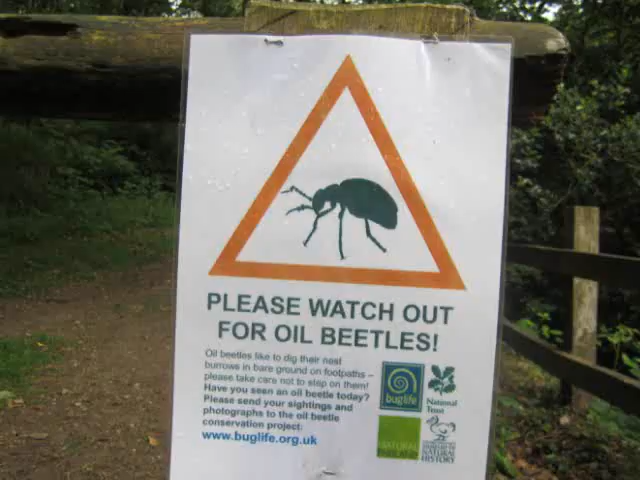 PLEASE WATCH OUT
FOR OIL BEETLES!
Oil beetles like to dig their nest
burrows in bare ground on footpaths –
please take care not to step on them!
Have you seen an oil beetle today?
Please send your sightings and
photographs to the oil beetle
conservation project:
www.buglife.org.uk
buglife
National
Trust
NATURAL
ENGLAND
NATURAL
HISTORY